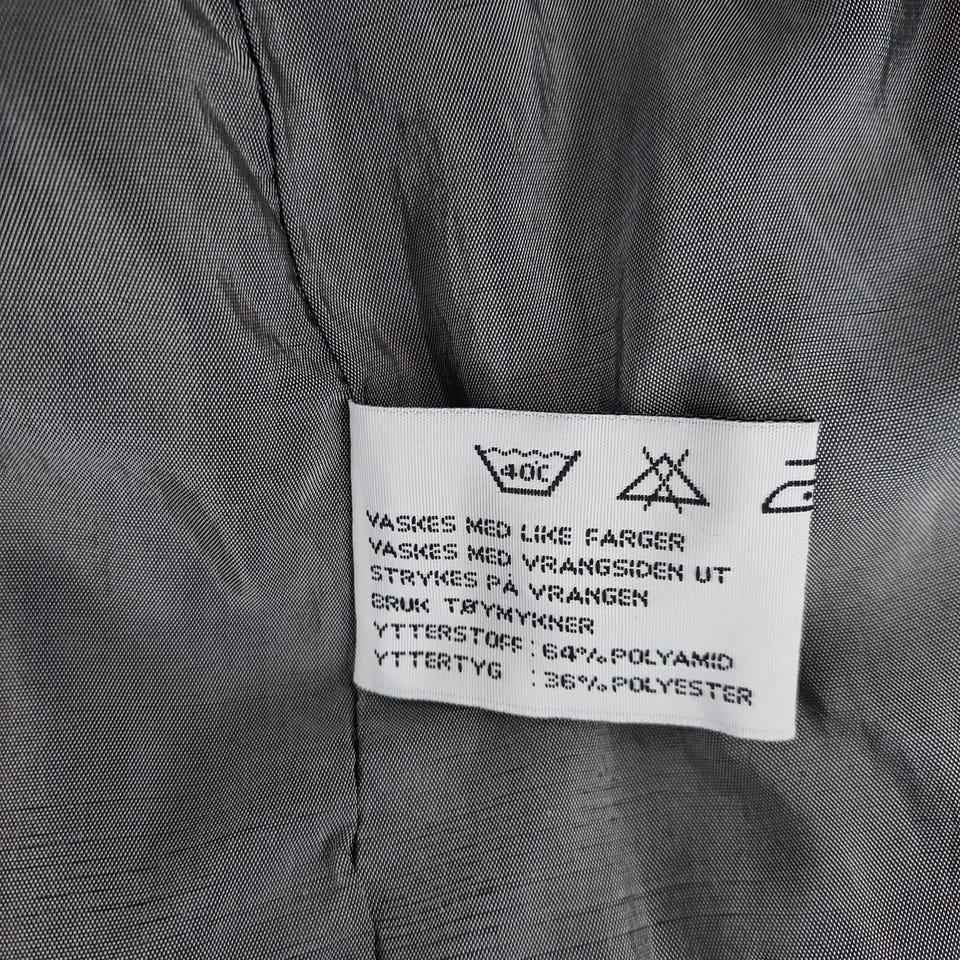 40C
VASKES MED LIKE FARGER
VASKES MED VRANGSIDEN UT
STRYKES PÅ VRANGEN
BRUK TØYMYKNER
YTTERSTOFF : 64% POLYAMID
YTTERTYG : 36% POLYESTER